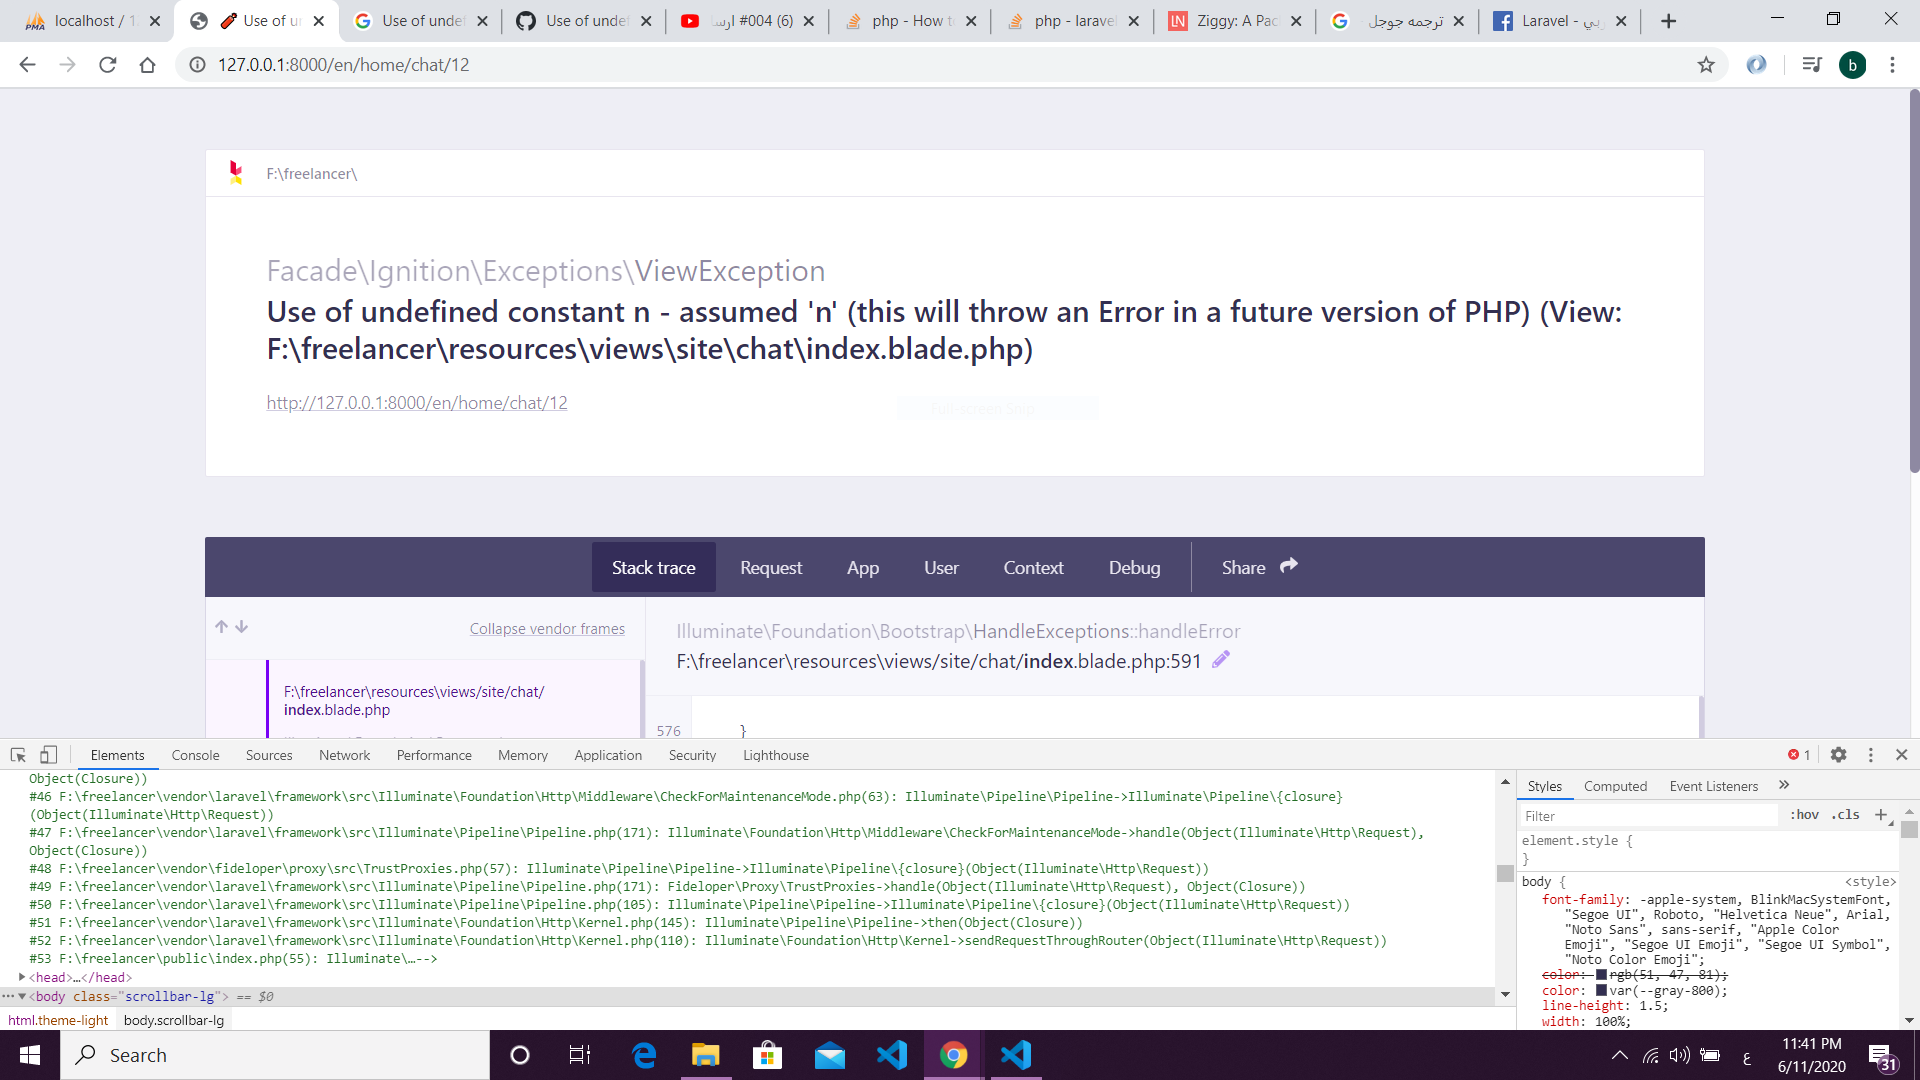 localhost / 1
Use of un
Use of undef
Use of undef
(6) #004 ارسا
php - How to
php - laravel
Ziggy: A Pac
ترجمه جوجل
Laravel - وبي
127.0.0.1:8000/en/home/chat/12
b
F:\freelancer\
Facade\Ignition\Exceptions\ViewException
Use of undefined constant n - assumed 'n' (this will throw an Error in a future version of PHP) (View:
F:\freelancer\resources\views\site\chat\index.blade.php)
http://127.0.0.1:8000/en/home/chat/12
Full-screen Snip
Stack trace Request App User Context Debug Share
Collapse vendor frames
Illuminate\Foundation\Bootstrap\HandleExceptions::handleError
F:\freelancer\resources\views/site/chat/index.blade.php:591
F:\freelancer\resources\views/site/chat/
index.blade.php
576 }
Elements Console Sources Network Performance Memory Application Security Lighthouse 1
Object(Closure))
#46 F:\freelancer\vendor\laravel\framework\src\Illuminate\Foundation\Http\Middleware\CheckForMaintenanceMode.php(63): Illuminate\Pipeline\Pipeline->Illuminate\Pipeline\{closure}
(Object(Illuminate\Http\Request))
#47 F:\freelancer\vendor\laravel\framework\src\Illuminate\Pipeline\Pipeline.php(171): Illuminate\Foundation\Http\Middleware\CheckForMaintenanceMode->handle(Object(Illuminate\Http\Request),
Object(Closure))
#48 F:\freelancer\vendor\fideloper\proxy\src\TrustProxies.php(57): Illuminate\Pipeline\Pipeline->Illuminate\Pipeline\{closure}(Object(Illuminate\Http\Request))
#49 F:\freelancer\vendor\laravel\framework\src\Illuminate\Pipeline\Pipeline.php(171): Fideloper\Proxy\TrustProxies->handle(Object(Illuminate\Http\Request), Object(Closure))
#50 F:\freelancer\vendor\laravel\framework\src\Illuminate\Pipeline\Pipeline.php(105): Illuminate\Pipeline\Pipeline->Illuminate\Pipeline\{closure}(Object(Illuminate\Http\Request))
#51 F:\freelancer\vendor\laravel\framework\src\Illuminate\Foundation\Http\Kernel.php(145): Illuminate\Pipeline\Pipeline->then(Object(Closure))
#52 F:\freelancer\vendor\laravel\framework\src\Illuminate\Foundation\Http\Kernel.php(110): Illuminate\Foundation\Http\Kernel->sendRequestThroughRouter(Object(Illuminate\Http\Request))
#53 F:\freelancer\public\index.php(55): Illuminate\…-->
<head>…</head>
<body class="scrollbar-lg"> == $0
html.theme-light body.scrollbar-lg
Styles Computed Event Listeners
Filter :hov .cls
element.style {
}
body { <style>
font-family: -apple-system, BlinkMacSystemFont,
"Segoe UI", Roboto, "Helvetica Neue", Arial,
"Noto Sans", sans-serif, "Apple Color
Emoji", "Segoe UI Emoji", "Segoe UI Symbol",
"Noto Color Emoji";
color: rgb(51, 47, 81);
color: var(--gray-800);
line-height: 1.5;
width: 100%;
Search
ع
11:41 PM
6/11/2020
31